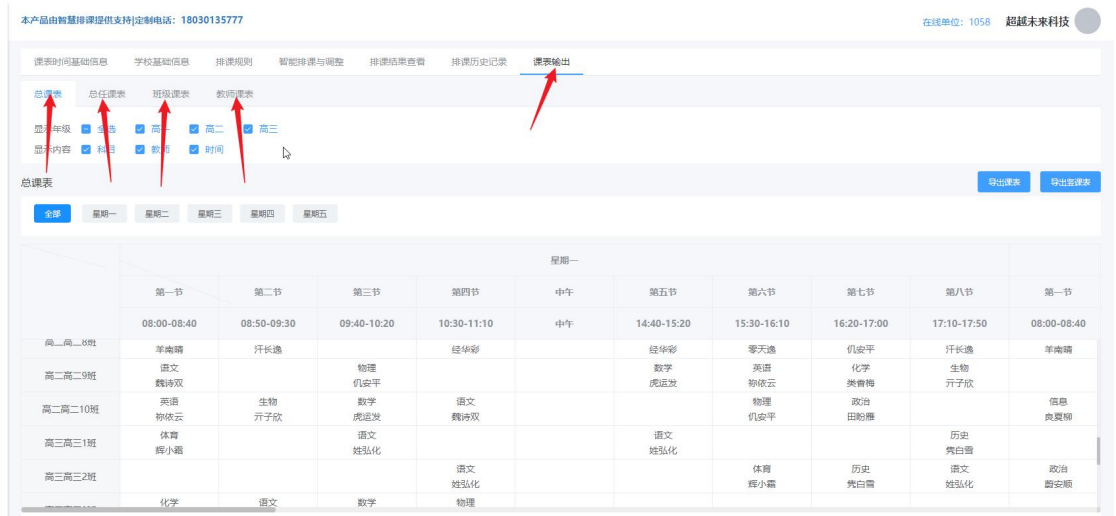 本产品由智慧排课提供支持|定制电话：18030135777 在线单位：1058 超越未来科技
课表时间基础信息 学校基础信息 排课规则 智能排课与调整 排课结果查看 排课历史记录 课表输出
总课表 总任课表 班级课表 教师课表
显示年级 全选 高一 高二 高三
显示内容 科目 教师 时间
总课表 导出课表 导出竖课表
全部 星期一 星期二 星期三 星期四 星期五
星期一
第一节 第二节 第三节 第四节 中午 第五节 第六节 第七节 第八节 第一节
08:00-08:40 08:50-09:30 09:40-10:20 10:30-11:10 中午 14:40-15:20 15:30-16:10 16:20-17:00 17:10-17:50 08:00-08:40
高二高二8班 羊南晴 汗长逸 经华彩 经华彩 零天逸 仉安平 汗长逸 羊南晴
语文 物理 数学 英语 化学 生物
高二高二9班
魏诗双 仉安平 虎运发 祢依云 类香梅 亓子欣
英语 生物 数学 语文 物理 政治 信息
高二高二10班
祢依云 亓子欣 虎运发 魏诗双 仉安平 田盼雁 良夏柳
体育 语文 语文 历史
高三高三1班
辉小霜 姓弘化 姓弘化 隽白雪
语文 体育 历史 语文 政治
高三高三2班
姓弘化 辉小霜 隽白雪 姓弘化 蔚安顺
化学 语文 数学 物理